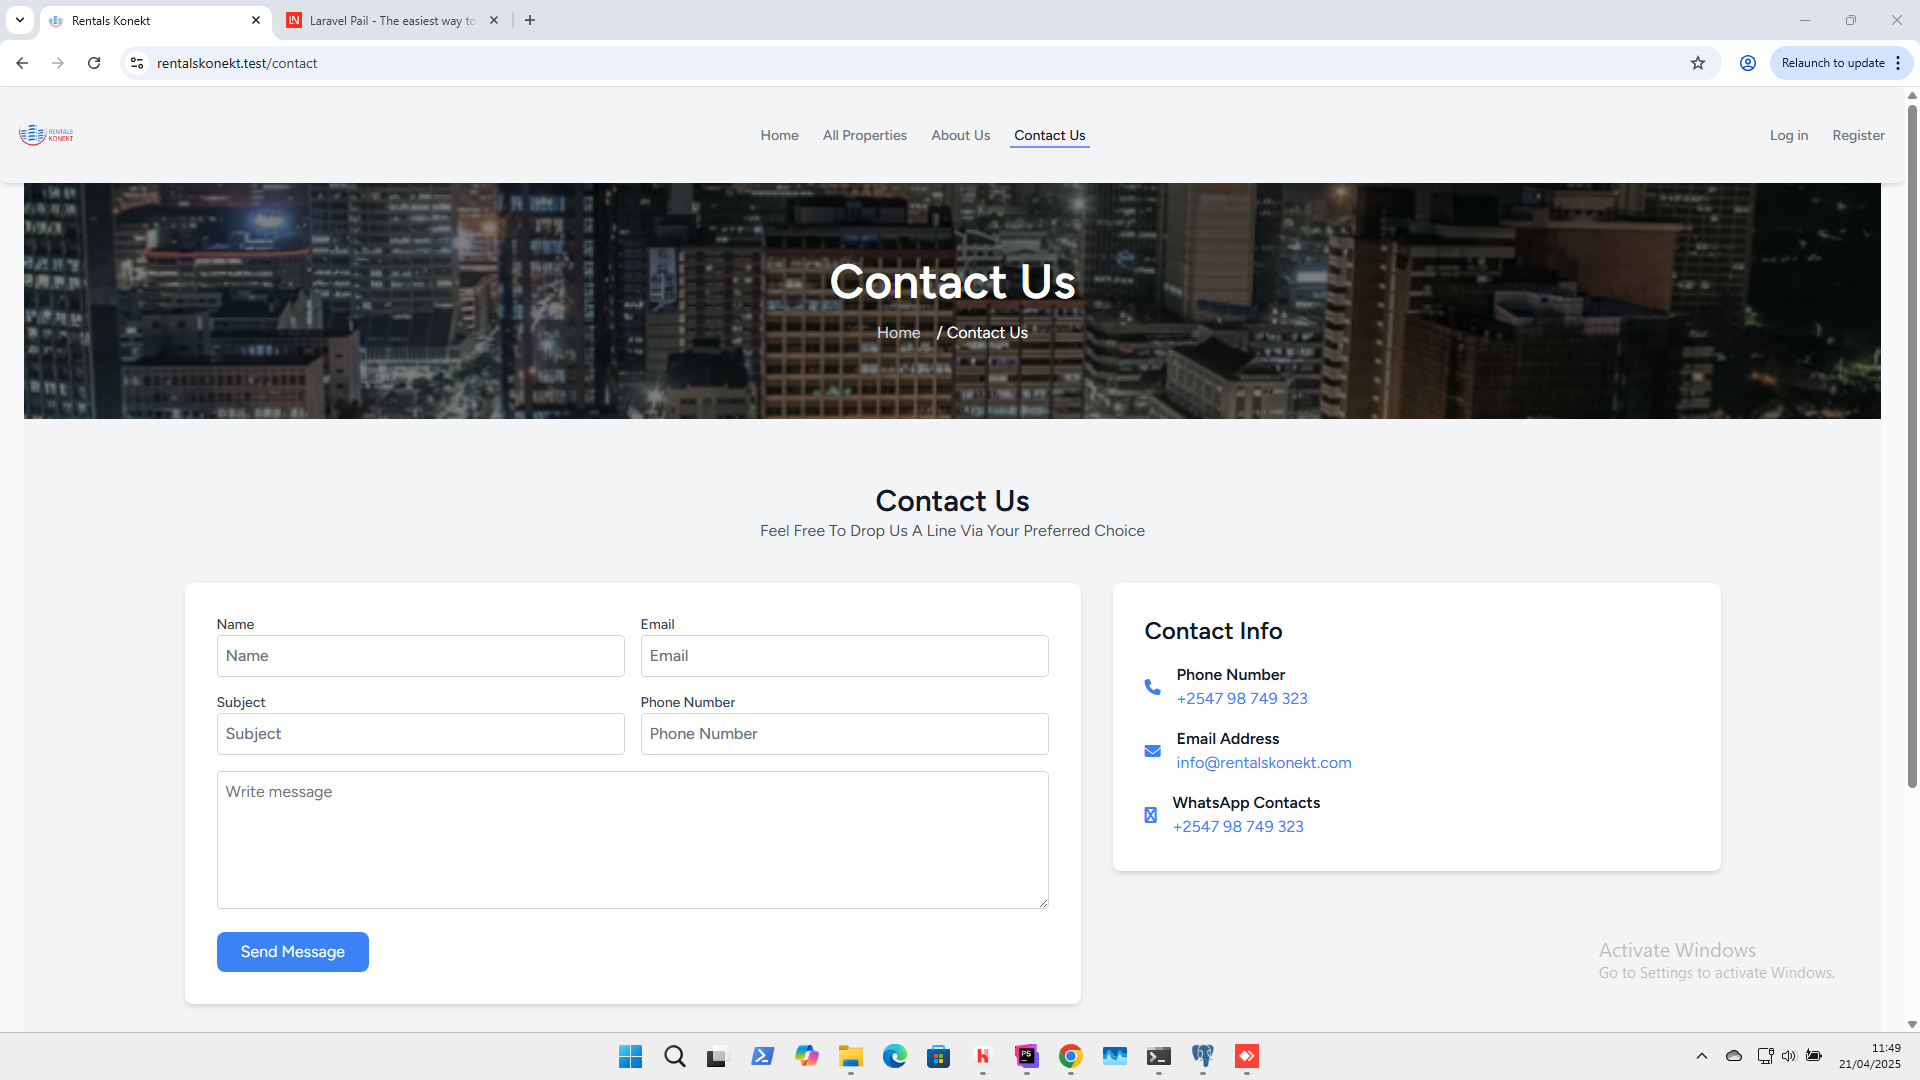 Rentals Konekt
Laravel Pail - The easiest way to
rentalskonekt.test/contact
Relaunch to update
RENTALS
KONEKT
Home
All Properties
About Us
Contact Us
Log in
Register
Contact Us
Home / Contact Us
Contact Us
Feel Free To Drop Us A Line Via Your Preferred Choice
Name
Email
Name
Email
Subject
Phone Number
Subject
Phone Number
Write message
Send Message
Contact Info
Phone Number
+2547 98 749 323
Email Address
info@rentalskonekt.com
WhatsApp Contacts
+2547 98 749 323
Activate Windows
Go to Settings to activate Windows.
11:49
21/04/2025